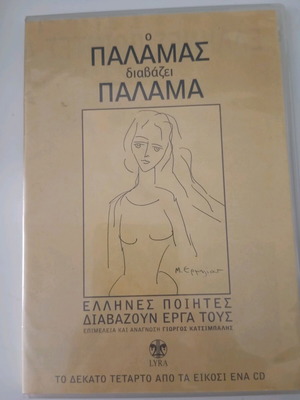 ο
ΠΑΛΑΜΑΣ
διαβάζει
ΠΑΛΑΜΑ
ΕΛΛΗΝΕΣ ΠΟΙΗΤΕΣ
ΔΙΑΒΑΖΟΥΝ ΕΡΓΑ ΤΟΥΣ
ΕΠΙΜΕΛΕΙΑ ΚΑΙ ΑΝΑΓΝΩΣΗ ΓΙΩΡΓΟΣ ΚΑΤΣΙΜΠΑΛΗΣ
LYRA
ΤΟ ΔΕΚΑΤΟ ΤΕΤΑΡΤΟ ΑΠΟ ΤΑ ΕΙΚΟΣΙ ΕΝΑ CD